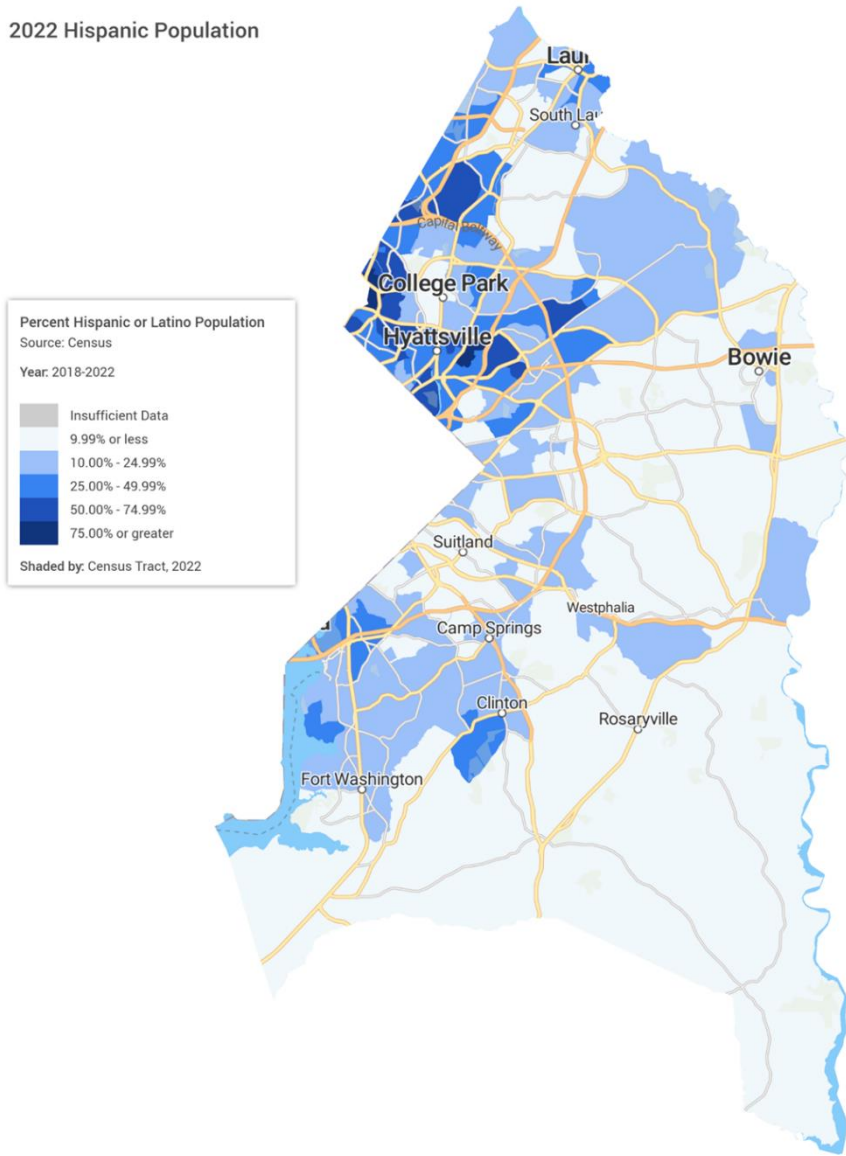 2022 Hispanic Population
Laur
South Lau
Capital Beltway
College Park
Hyattsville
Bowie
Percent Hispanic or Latino Population
Source: Census
Year: 2018-2022
Insufficient Data
9.99% or less
10.00% - 24.99%
25.00% - 49.99%
50.00% - 74.99%
75.00% or greater
Shaded by: Census Tract, 2022
Suitland
Westphalia
Camp Springs
Clinton
Rosaryville
Fort Washington